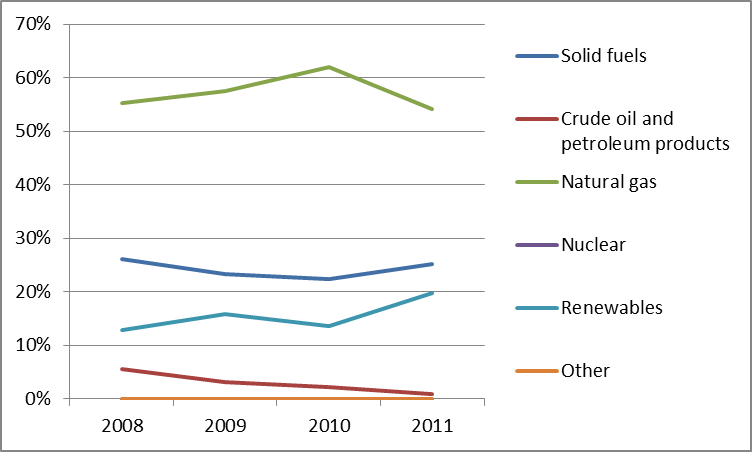 70%
60%
50%
40%
30%
20%
10%
0%
2008 2009 2010 2011
Solid fuels
Crude oil and
petroleum products
Natural gas
Nuclear
Renewables
Other